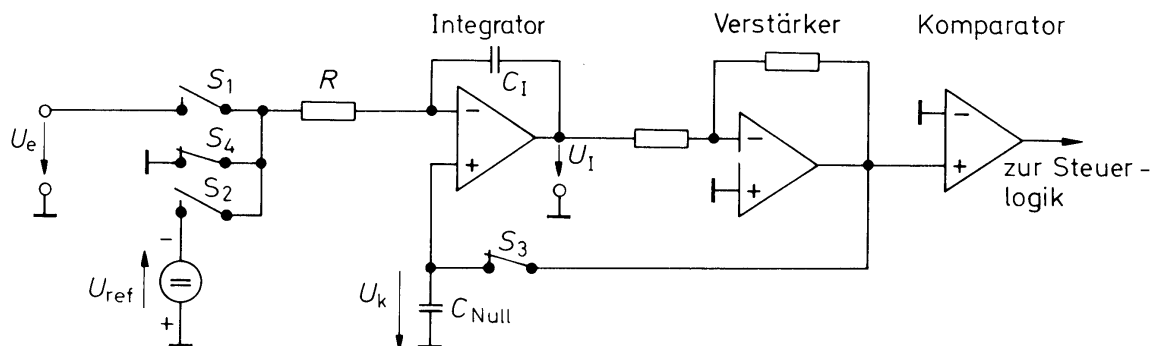 Integrator
Verstärker
Komparator
S1
R
CI
−
+
Ue
S4
UI
−
+
−
+
zur Steuer-
logik
S2
S3
−
Uref
+
Uk
CNull